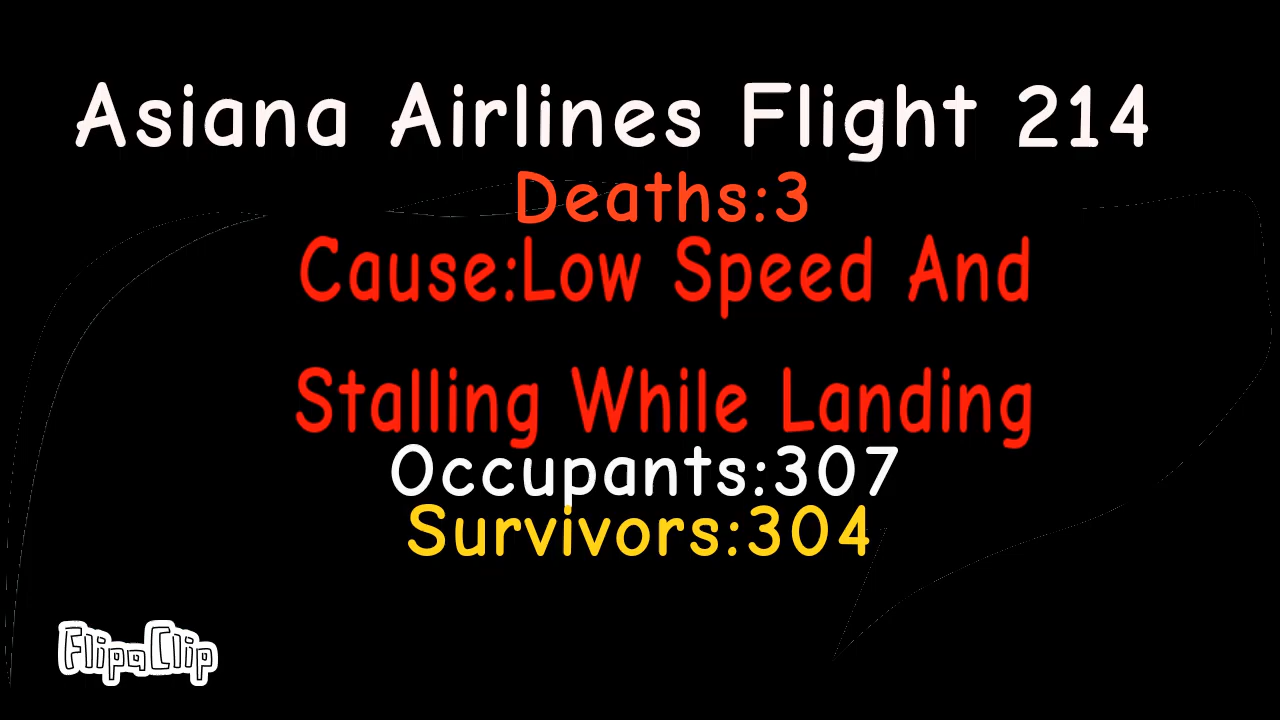 Asiana Airlines Flight 214
Deaths:3
Cause:Low Speed And
Stalling While Landing
Occupants:307
Survivors:304
FlipaClip